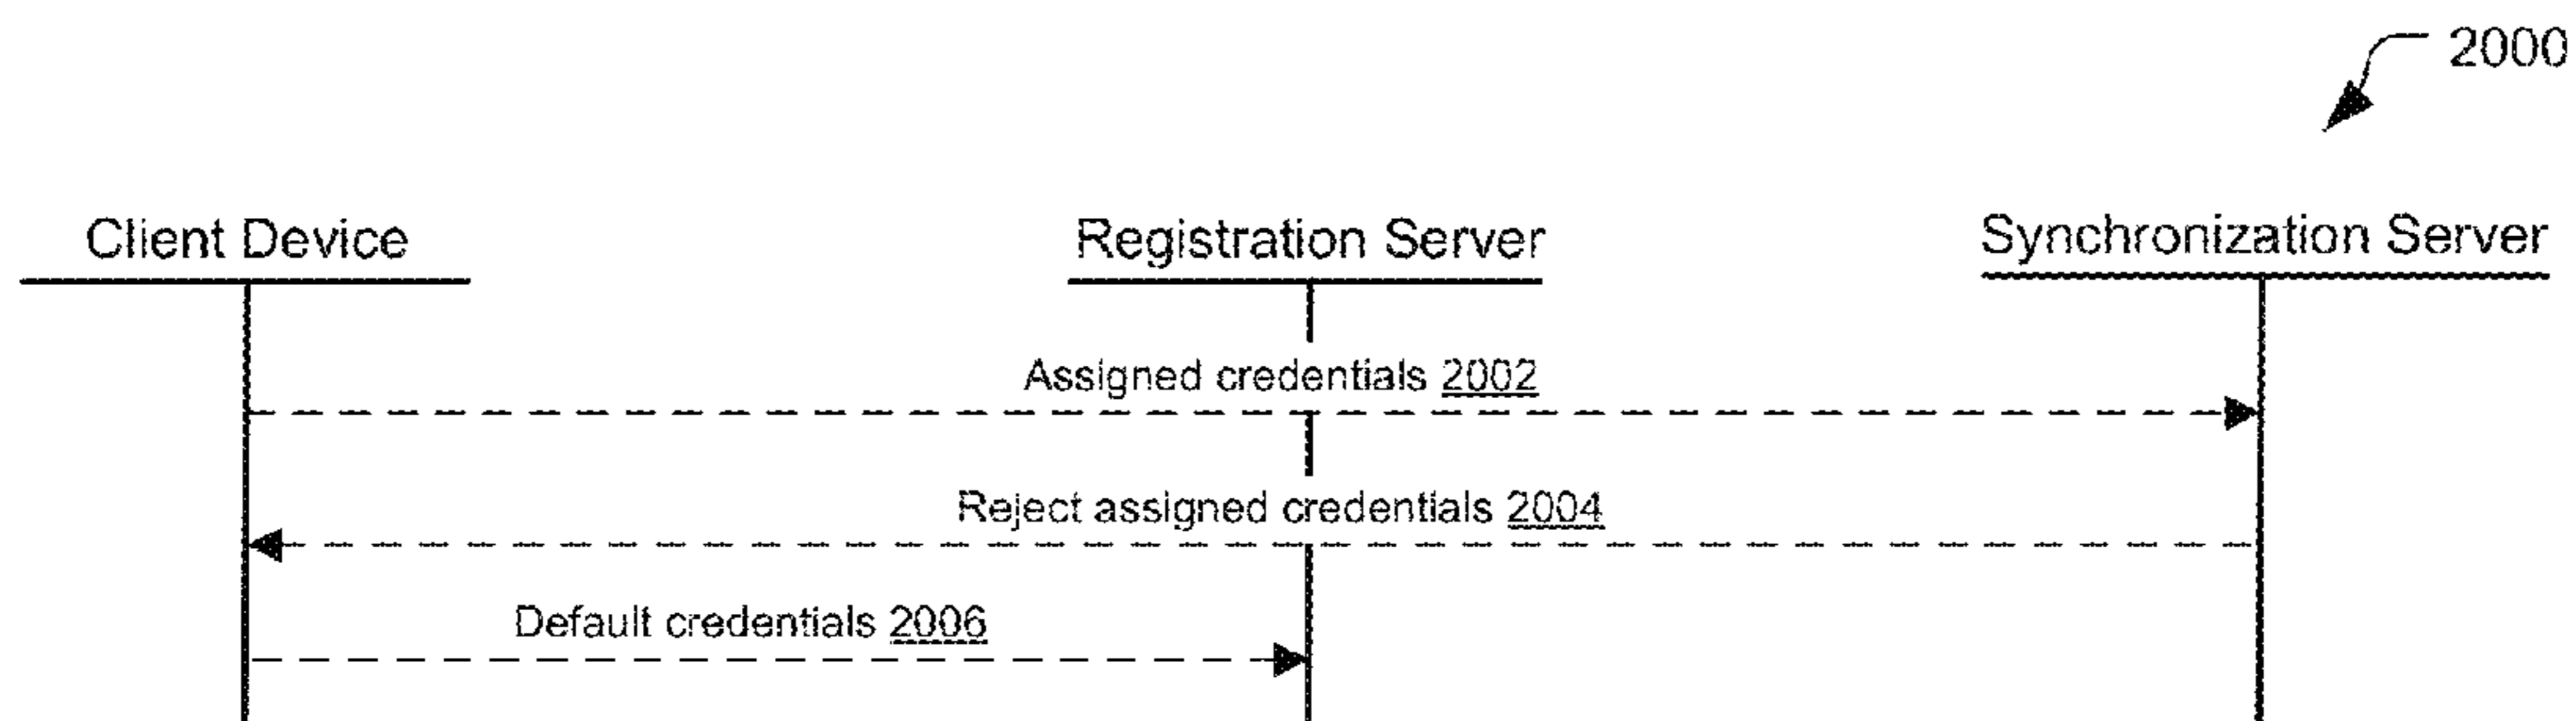 2000
Client Device
Registration Server
Synchronization Server
Assigned credentials 2002
Reject assigned credentials 2004
Default credentials 2006